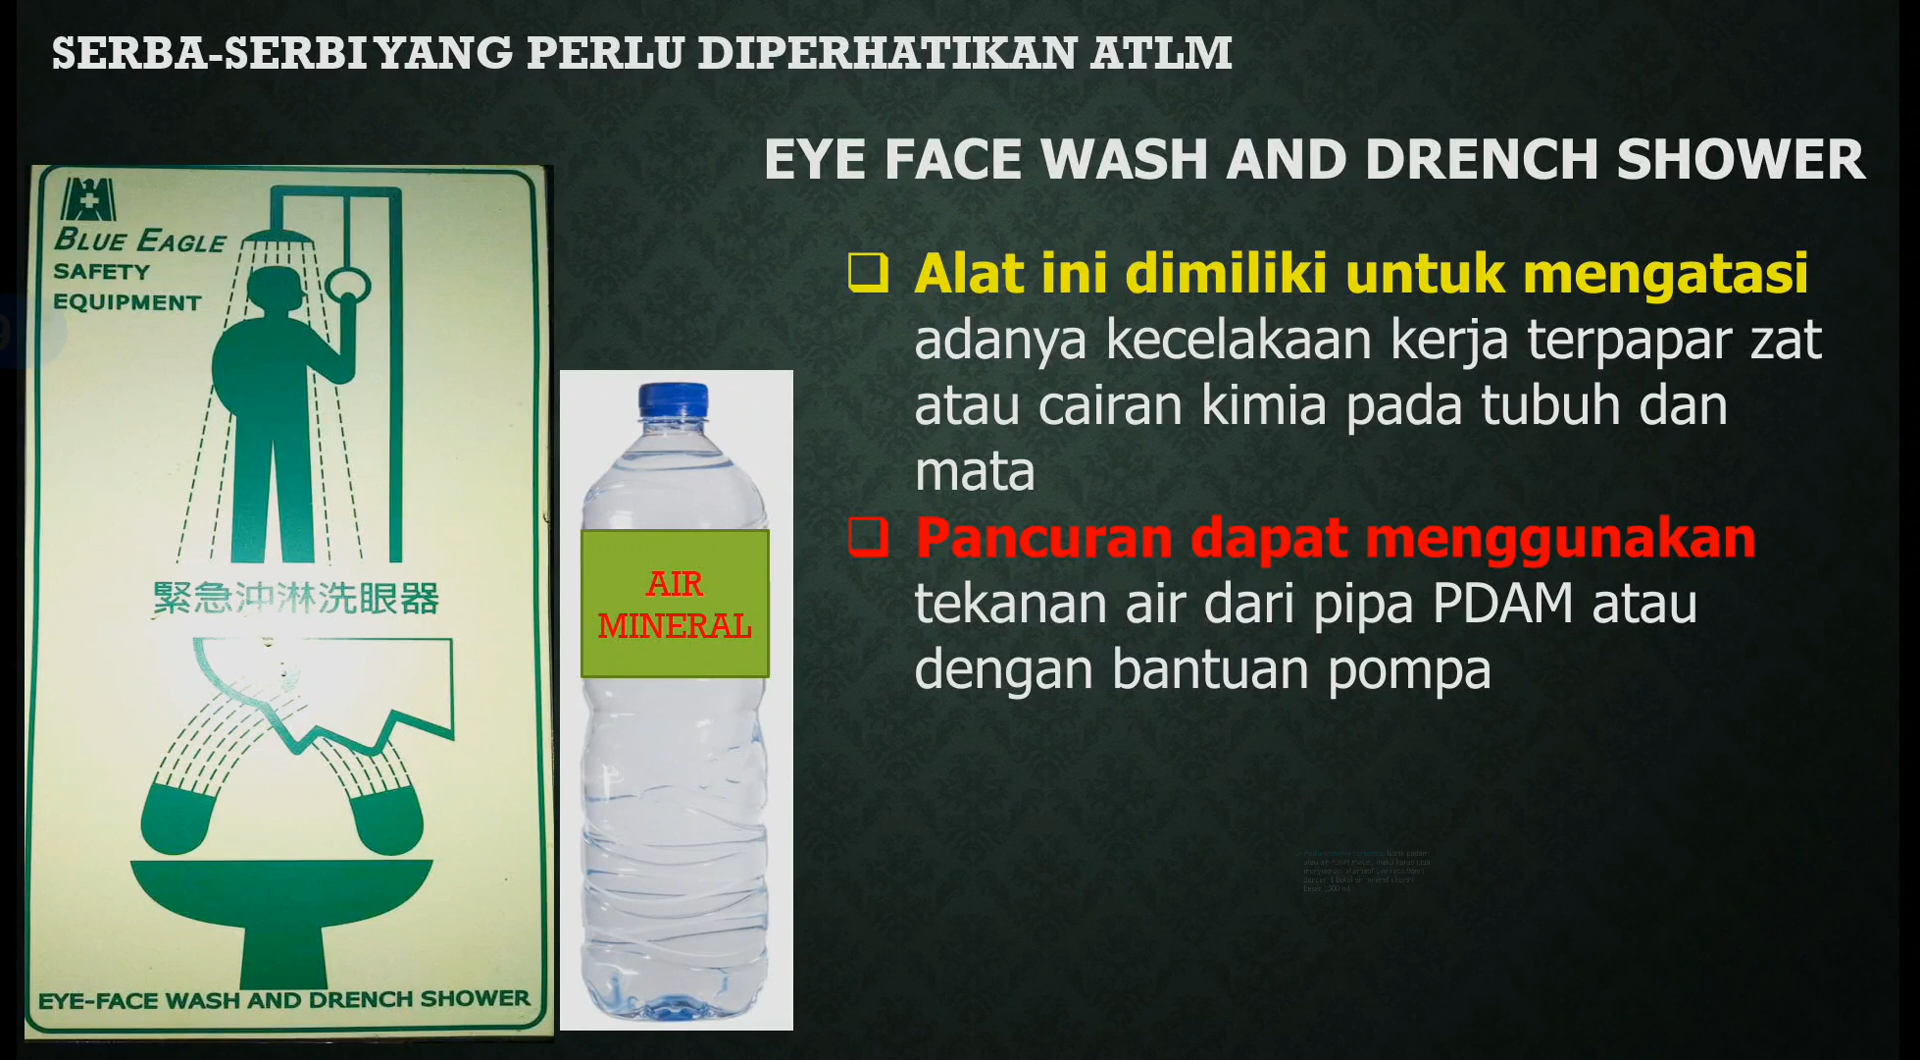 SERBA-SERBI YANG PERLU DIPERHATIKAN ATLM
EYE FACE WASH AND DRENCH SHOWER
BLUE EAGLE
SAFETY
EQUIPMENT
緊急沖淋洗眼器
EYE-FACE WASH AND DRENCH SHOWER
AIR
MINERAL
❑ Alat ini dimiliki untuk mengatasi
adanya kecelakaan kerja terpapar zat
atau cairan kimia pada tubuh dan
mata
❑ Pancuran dapat menggunakan
tekanan air dari pipa PDAM atau
dengan bantuan pompa